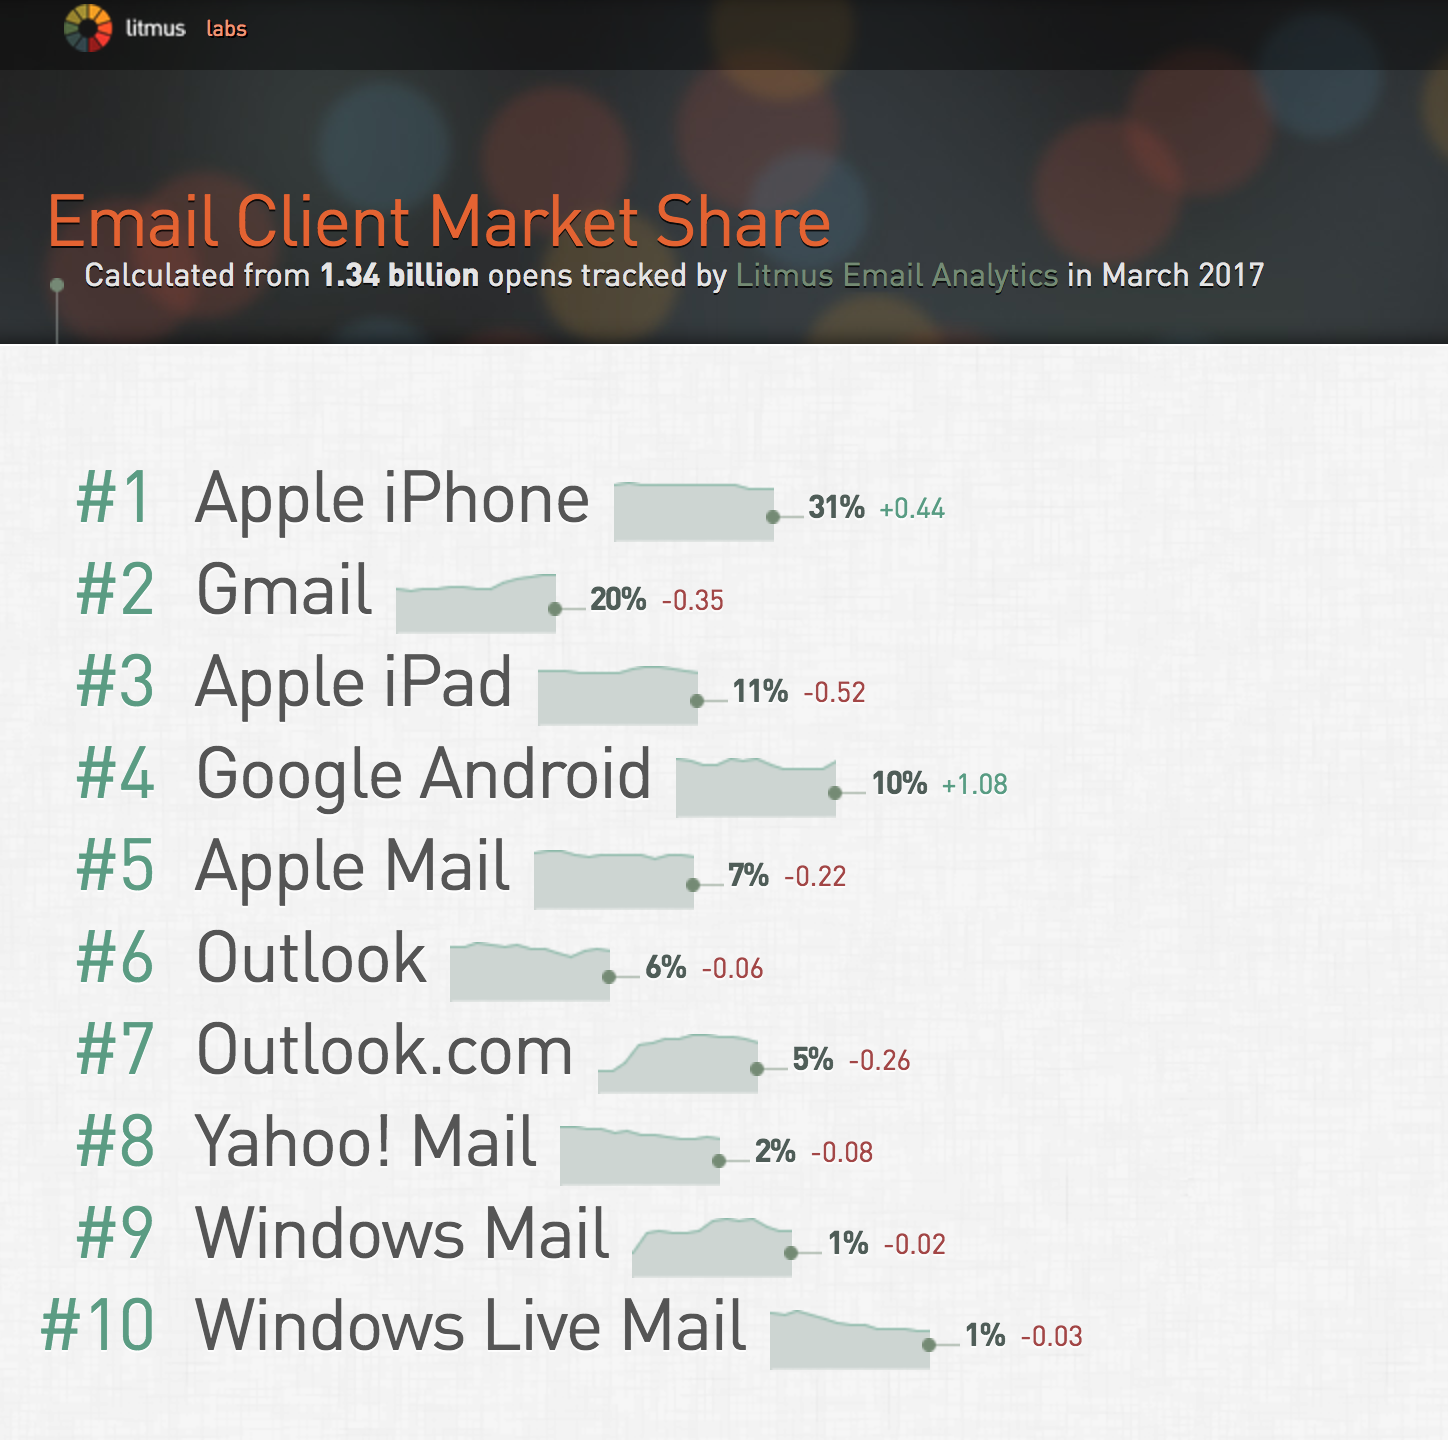 litmus labs
Email Client Market Share
Calculated from 1.34 billion opens tracked by Litmus Email Analytics in March 2017
#1 Apple iPhone 31% +0.44
#2 Gmail 20% -0.35
#3 Apple iPad 11% -0.52
#4 Google Android 10% +1.08
#5 Apple Mail 7% -0.22
#6 Outlook 6% -0.06
#7 Outlook.com 5% -0.26
#8 Yahoo! Mail 2% -0.08
#9 Windows Mail 1% -0.02
#10 Windows Live Mail 1% -0.03